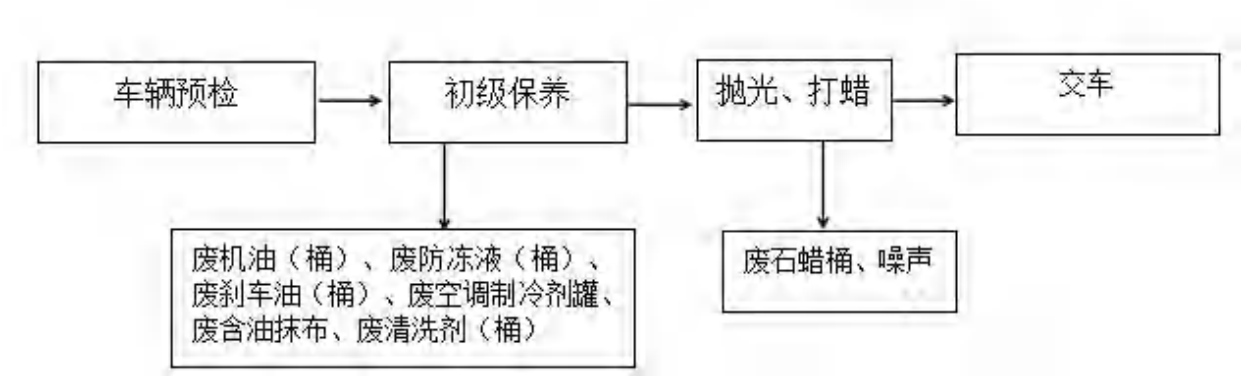 车辆预检
初级保养
抛光、打蜡
交车
废机油（桶）、废防冻液（桶）、
废刹车油（桶）、废空调制冷剂罐、
废含油抹布、废清洗剂（桶）
废石蜡桶、噪声